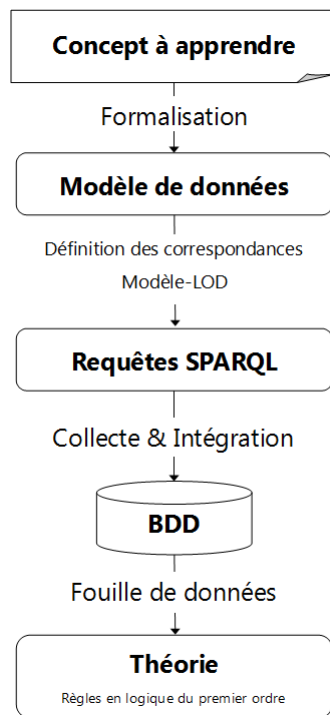 Concept à apprendre
Formalisation
Modèle de données
Définition des correspondances
Modèle-LOD
Requêtes SPARQL
Collecte & Intégration
BDD
Fouille de données
Théorie
Règles en logique du premier ordre